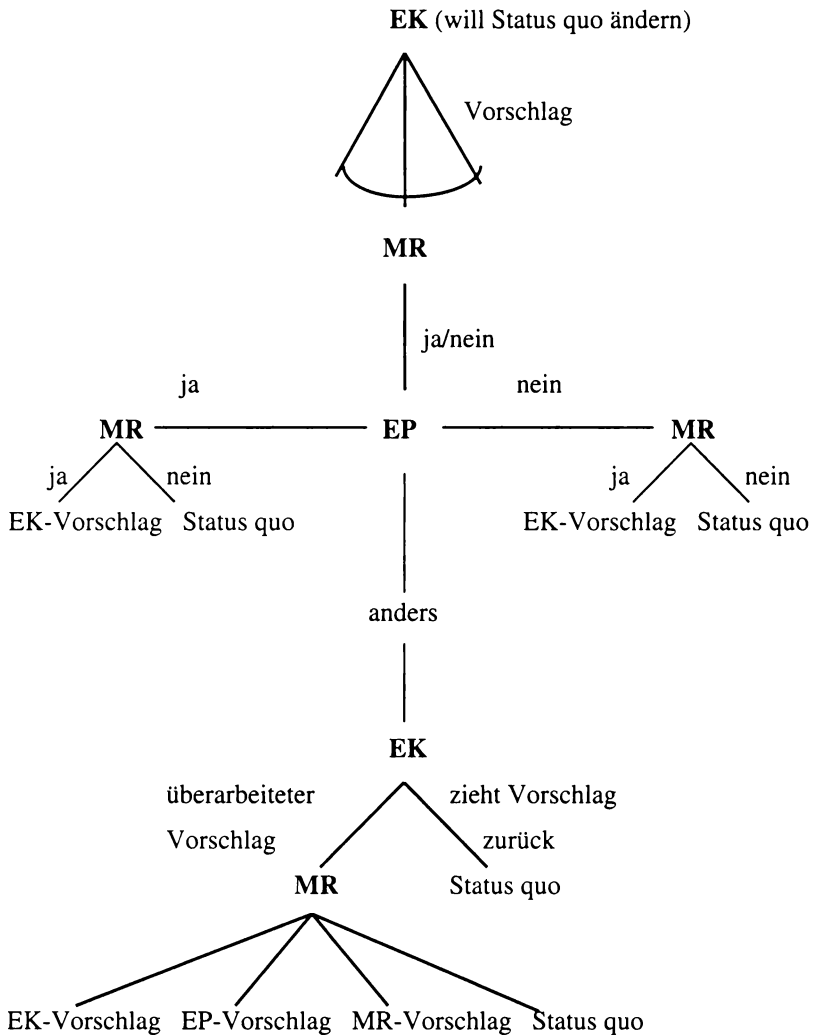 EK (will Status quo ändern)
Vorschlag
MR
ja/nein
ja nein
MR EP MR
ja nein ja nein
EK-Vorschlag Status quo EK-Vorschlag Status quo
anders
EK
überarbeiteter zieht Vorschlag
Vorschlag zurück
MR Status quo
EK-Vorschlag EP-Vorschlag MR-Vorschlag Status quo